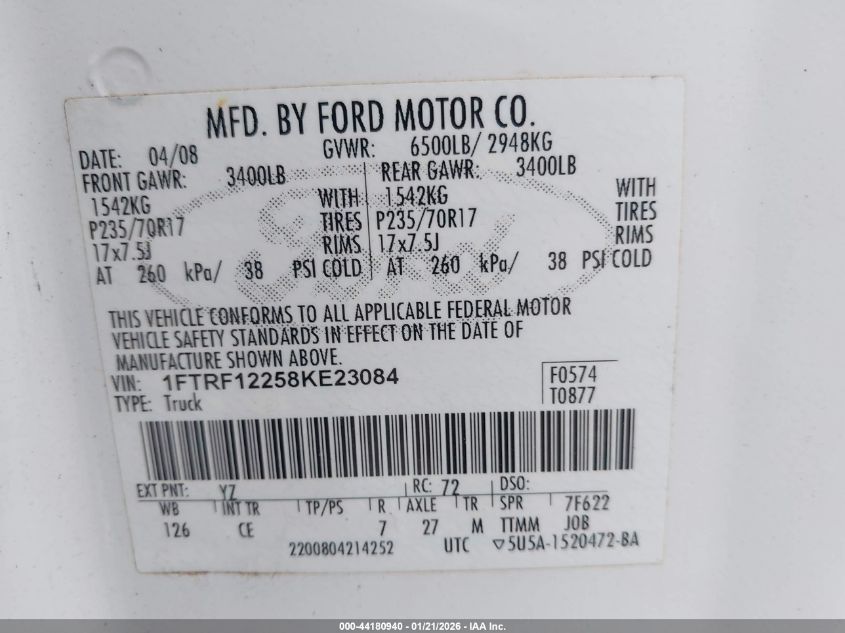 MFD. BY FORD MOTOR CO.
DATE: 04/08 GVWR: 6500LB/ 2948KG
FRONT GAWR: 3400LB REAR GAWR: 3400LB
1542KG WITH 1542KG WITH
P235/70R17 TIRES P235/70R17 TIRES
17x7.5J RIMS 17x7.5J RIMS
AT 260 kPa/ 38 PSI COLD AT 260 kPa/ 38 PSI COLD
Ford
THIS VEHICLE CONFORMS TO ALL APPLICABLE FEDERAL MOTOR
VEHICLE SAFETY STANDARDS IN EFFECT ON THE DATE OF
MANUFACTURE SHOWN ABOVE.
VIN: 1FTRF12258KE23084 F0574
TYPE: Truck T0877
EXT PNT: YZ RC: 72 DSO:
WB INT TR TP/PS R AXLE TR SPR 7F622
126 CE 7 27 M TTMM JOB
2200804214252 UTC ▽5U5A-1520472-BA
000-44180940 - 01/21/2026 - IAA Inc.